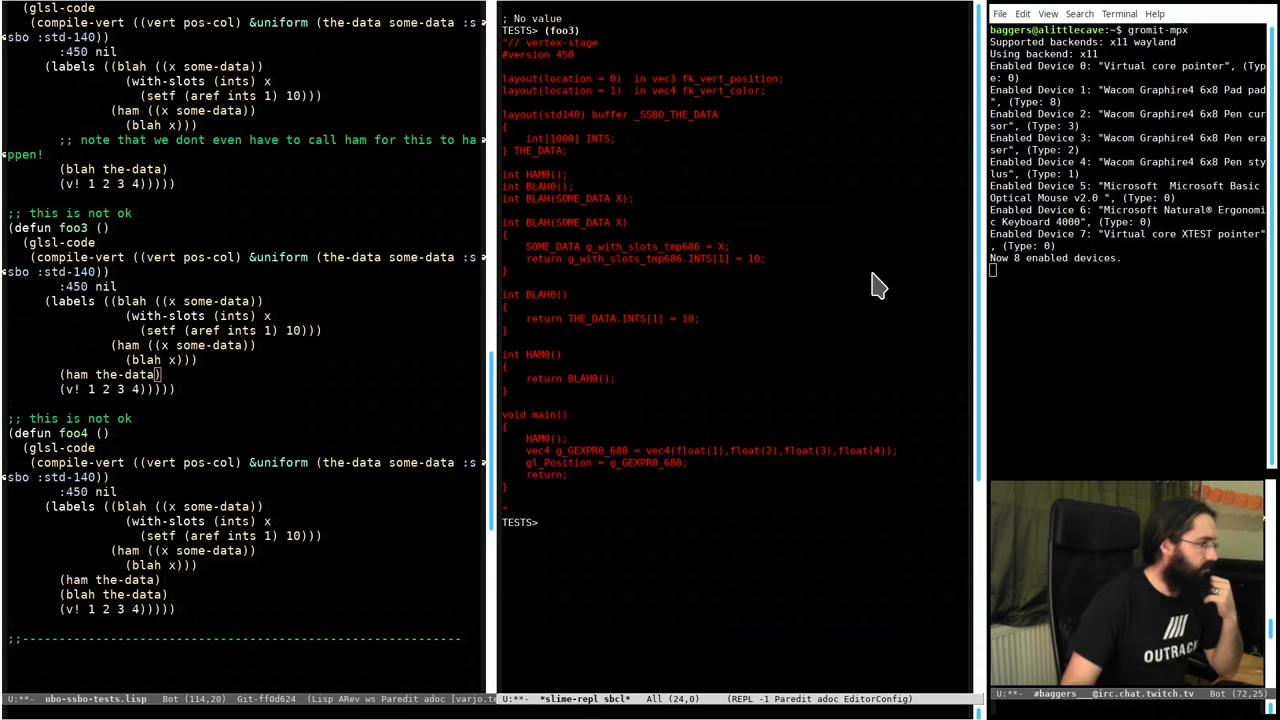 (glsl-code
(compile-vert ((vert pos-col) &uniform (the-data some-data :s
sbo :std-140))
:450 nil
(labels ((blah ((x some-data))
(with-slots (ints) x
(setf (aref ints 1) 10)))
(ham ((x some-data))
(blah x)))
;; note that we dont even have to call ham for this to ha
ppen!
(blah the-data)
(v! 1 2 3 4)))))
;; this is not ok
(defun foo3 ()
(glsl-code
(compile-vert ((vert pos-col) &uniform (the-data some-data :s
sbo :std-140))
:450 nil
(labels ((blah ((x some-data))
(with-slots (ints) x
(setf (aref ints 1) 10)))
(ham ((x some-data))
(blah x)))
(ham the-data)
(v! 1 2 3 4)))))
;; this is not ok
(defun foo4 ()
(glsl-code
(compile-vert ((vert pos-col) &uniform (the-data some-data :s
sbo :std-140))
:450 nil
(labels ((blah ((x some-data))
(with-slots (ints) x
(setf (aref ints 1) 10)))
(ham ((x some-data))
(blah x)))
(ham the-data)
(blah the-data)
(v! 1 2 3 4)))))
;;------------------------------------------------------------
U:**- ubo-ssbo-tests.lisp Bot (114,20) Git-ff0d624 (Lisp ARev ws Paredit adoc [varjo.te
; No value
TESTS> (foo3)
"// vertex-stage
#version 450
layout(location = 0) in vec3 fk_vert_position;
layout(location = 1) in vec4 fk_vert_color;
layout(std140) buffer _SSBO_THE_DATA
{
int[1000] INTS;
} THE_DATA;
int HAM0();
int BLAH0();
int BLAH(SOME_DATA X);
int BLAH(SOME_DATA X)
{
SOME_DATA g_with_slots_tmp686 = X;
return g_with_slots_tmp686.INTS[1] = 10;
}
int BLAH0()
{
return THE_DATA.INTS[1] = 10;
}
int HAM0()
{
return BLAH0();
}
void main()
{
HAM0();
vec4 g_GEXPR0_688 = vec4(float(1),float(2),float(3),float(4));
gl_Position = g_GEXPR0_688;
return;
}
"
TESTS>
U:**- *slime-repl sbcl* All (24,0) (REPL -1 Paredit adoc EditorConfig)
File Edit View Search Terminal Help
baggers@alittlecave:~$ gromit-mpx
Supported backends: x11 wayland
Using backend: x11
Enabled Device 0: "Virtual core pointer", (Typ
e: 0)
Enabled Device 1: "Wacom Graphire4 6x8 Pad pad
", (Type: 8)
Enabled Device 2: "Wacom Graphire4 6x8 Pen cur
sor", (Type: 3)
Enabled Device 3: "Wacom Graphire4 6x8 Pen era
ser", (Type: 2)
Enabled Device 4: "Wacom Graphire4 6x8 Pen sty
lus", (Type: 1)
Enabled Device 5: "Microsoft  Microsoft Basic
Optical Mouse v2.0 ", (Type: 0)
Enabled Device 6: "Microsoft Natural® Ergonomi
c Keyboard 4000", (Type: 0)
Enabled Device 7: "Virtual core XTEST pointer"
, (Type: 0)
Now 8 enabled devices.
OUTRAC
U:**- #baggers__@irc.chat.twitch.tv Bot (72,25)